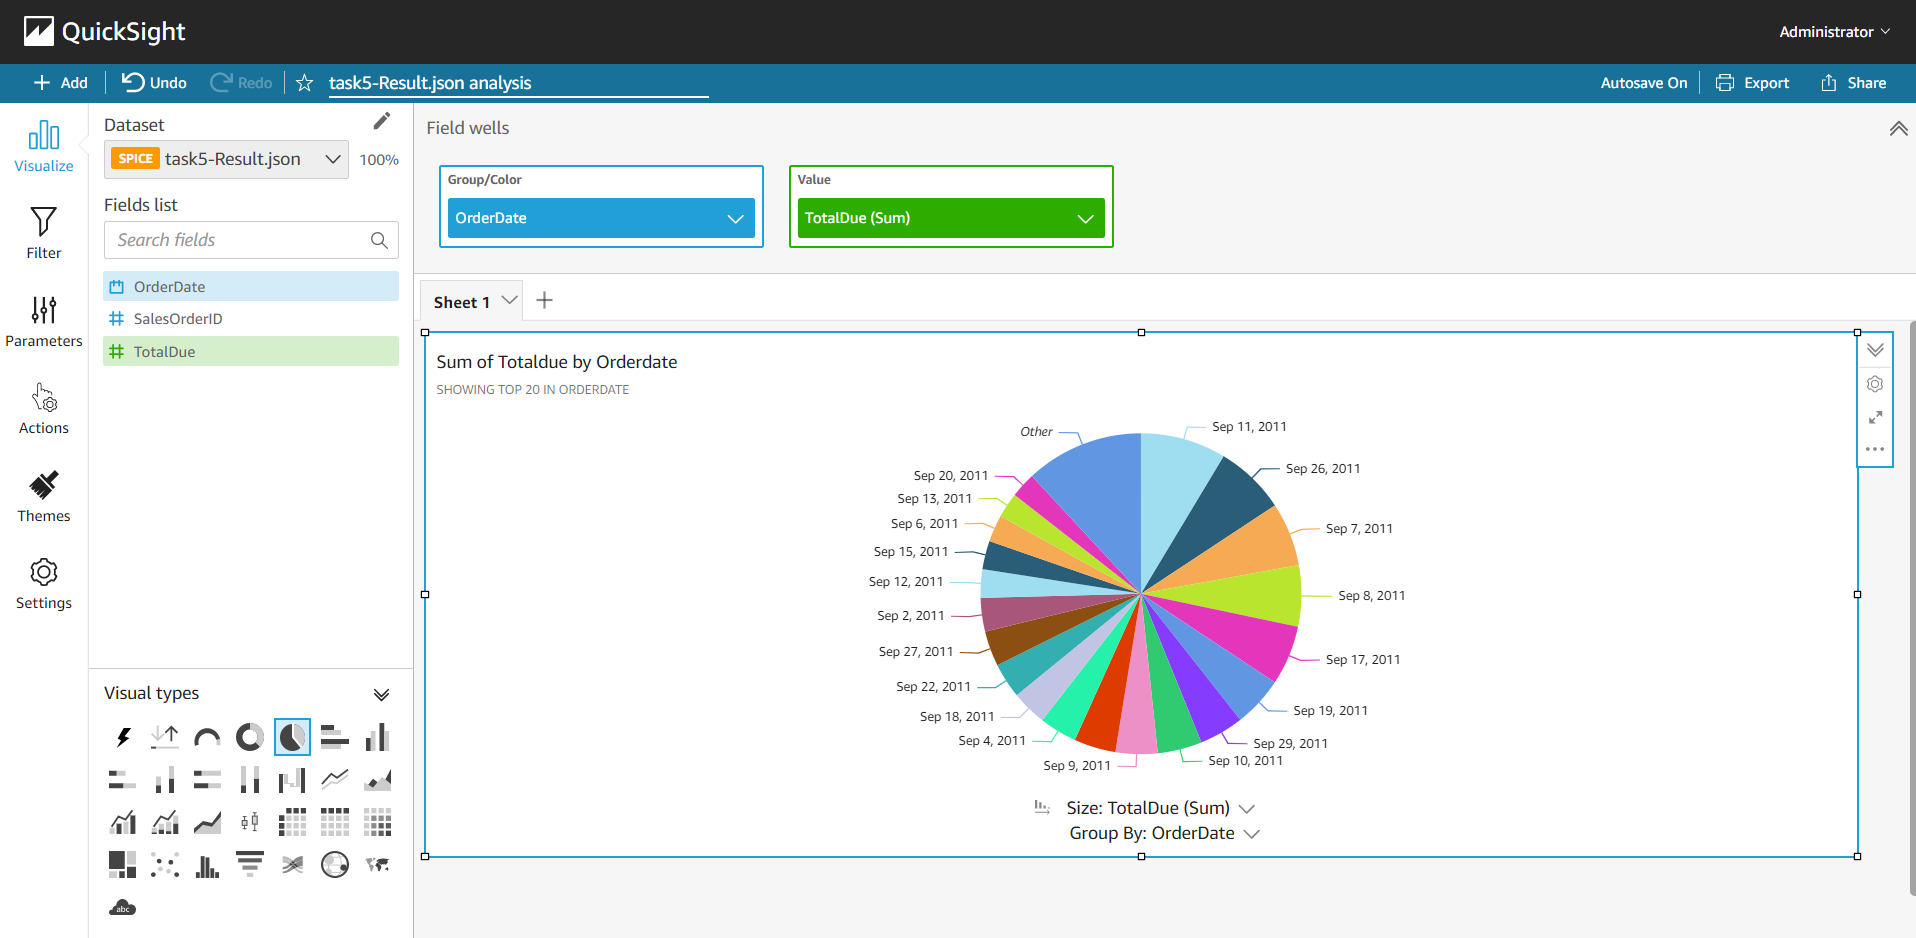 QuickSight
Administrator
Add
Undo
Redo
task5-Result.json analysis
Autosave On
Export
Share
Visualize
Filter
Parameters
Actions
Themes
Settings
Dataset
SPICE task5-Result.json
100%
Fields list
Search fields
OrderDate
SalesOrderID
TotalDue
Visual types
abc
Field wells
Group/Color
OrderDate
Value
TotalDue (Sum)
Sheet 1
Sum of Totaldue by Orderdate
SHOWING TOP 20 IN ORDERDATE
Sep 11, 2011
Sep 26, 2011
Sep 7, 2011
Sep 8, 2011
Sep 17, 2011
Sep 19, 2011
Sep 29, 2011
Sep 10, 2011
Sep 9, 2011
Sep 4, 2011
Sep 18, 2011
Sep 22, 2011
Sep 27, 2011
Sep 2, 2011
Sep 12, 2011
Sep 15, 2011
Sep 6, 2011
Sep 13, 2011
Sep 20, 2011
Other
Size: TotalDue (Sum)
Group By: OrderDate